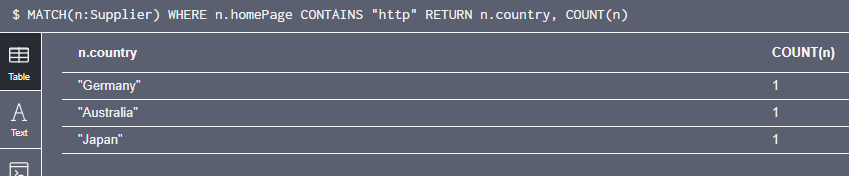 $ MATCH(n:Supplier) WHERE n.homePage CONTAINS "http" RETURN n.country, COUNT(n)
n.country COUNT(n)
Table
"Germany" 1
A
"Australia" 1
Text
"Japan" 1
>_